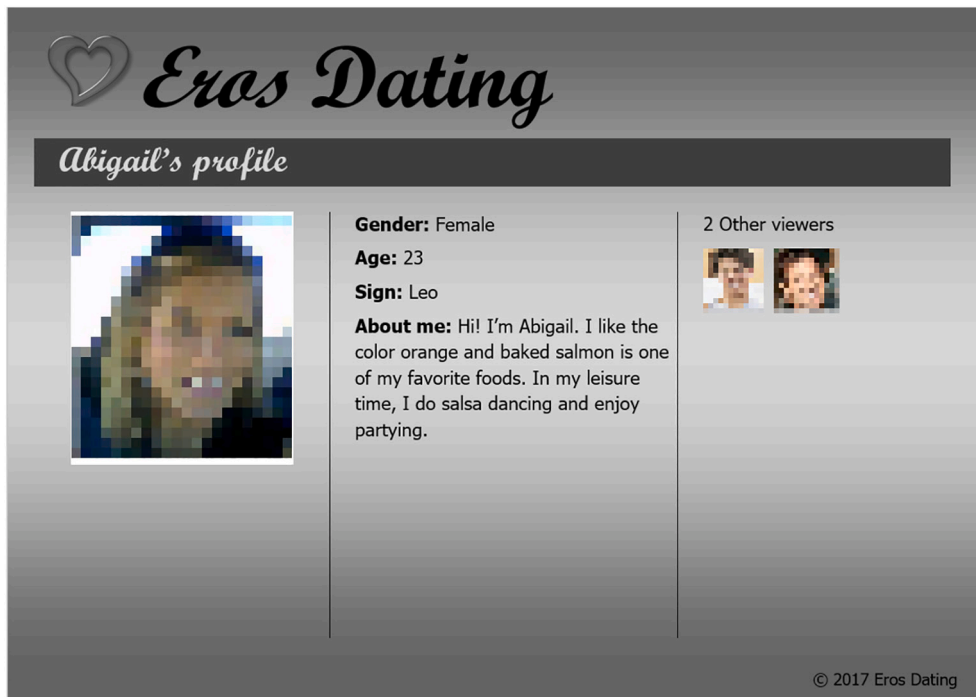 Eros Dating
Abigail's profile
Gender: Female
Age: 23
Sign: Leo
About me: Hi! I'm Abigail. I like the
color orange and baked salmon is one
of my favorite foods. In my leisure
time, I do salsa dancing and enjoy
partying.
2 Other viewers
© 2017 Eros Dating